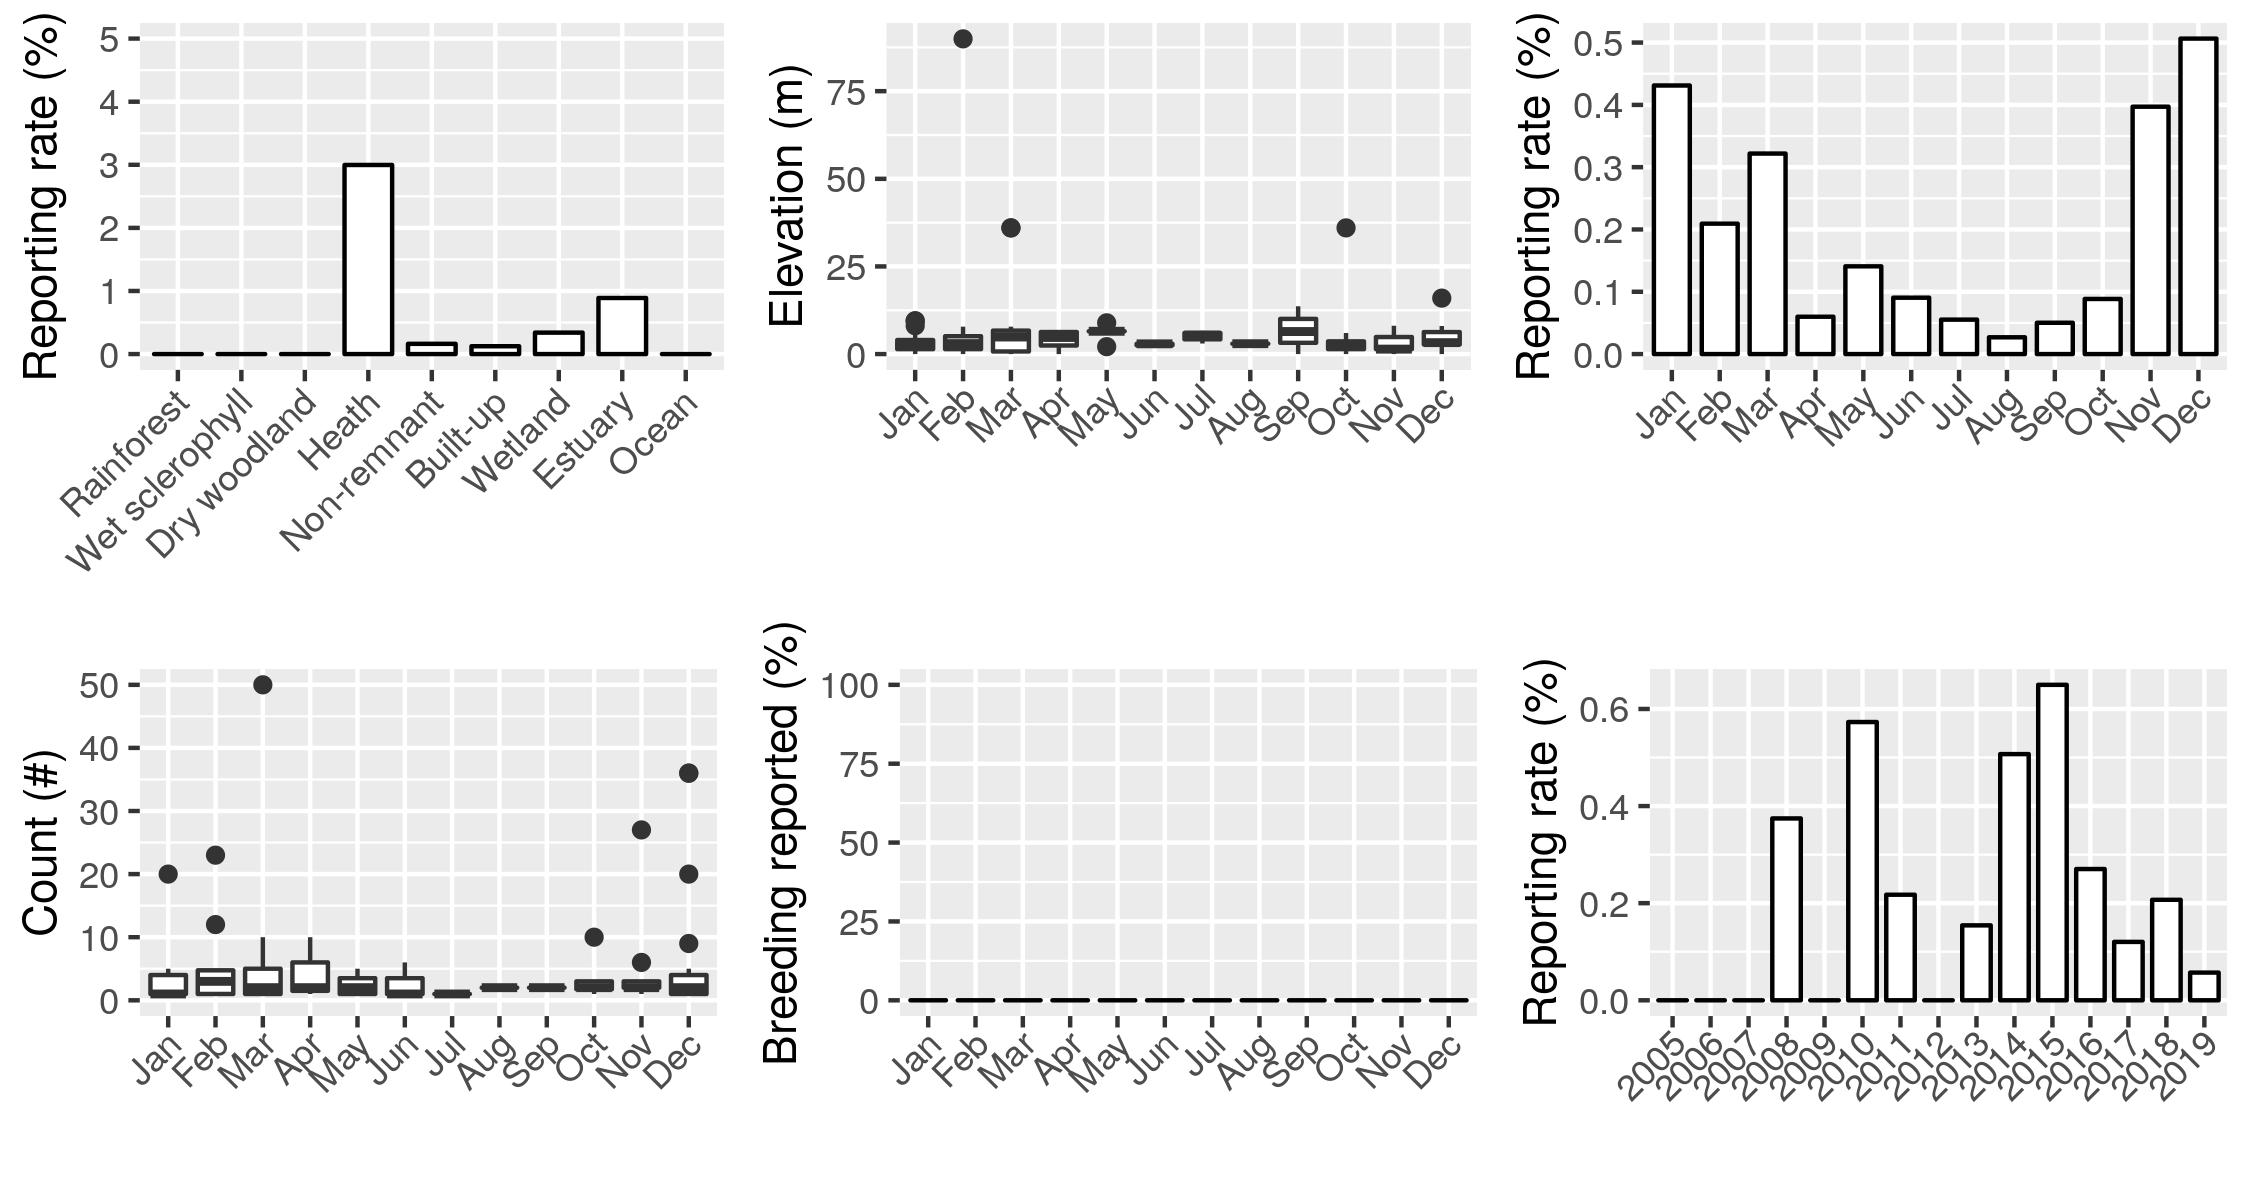 Reporting rate (%)
5
4
3
2
1
0
Rainforest
Wet sclerophyll
Dry woodland
Heath
Non-remnant
Built-up
Wetland
Estuary
Ocean
Elevation (m)
75
50
25
0
Jan
Feb
Mar
Apr
May
Jun
Jul
Aug
Sep
Oct
Nov
Dec
Reporting rate (%)
0.5
0.4
0.3
0.2
0.1
0.0
Jan
Feb
Mar
Apr
May
Jun
Jul
Aug
Sep
Oct
Nov
Dec
Count (#)
50
40
30
20
10
0
Jan
Feb
Mar
Apr
May
Jun
Jul
Aug
Sep
Oct
Nov
Dec
Breeding reported (%)
100
75
50
25
0
Jan
Feb
Mar
Apr
May
Jun
Jul
Aug
Sep
Oct
Nov
Dec
Reporting rate (%)
0.6
0.4
0.2
0.0
2005
2006
2007
2008
2009
2010
2011
2012
2013
2014
2015
2016
2017
2018
2019